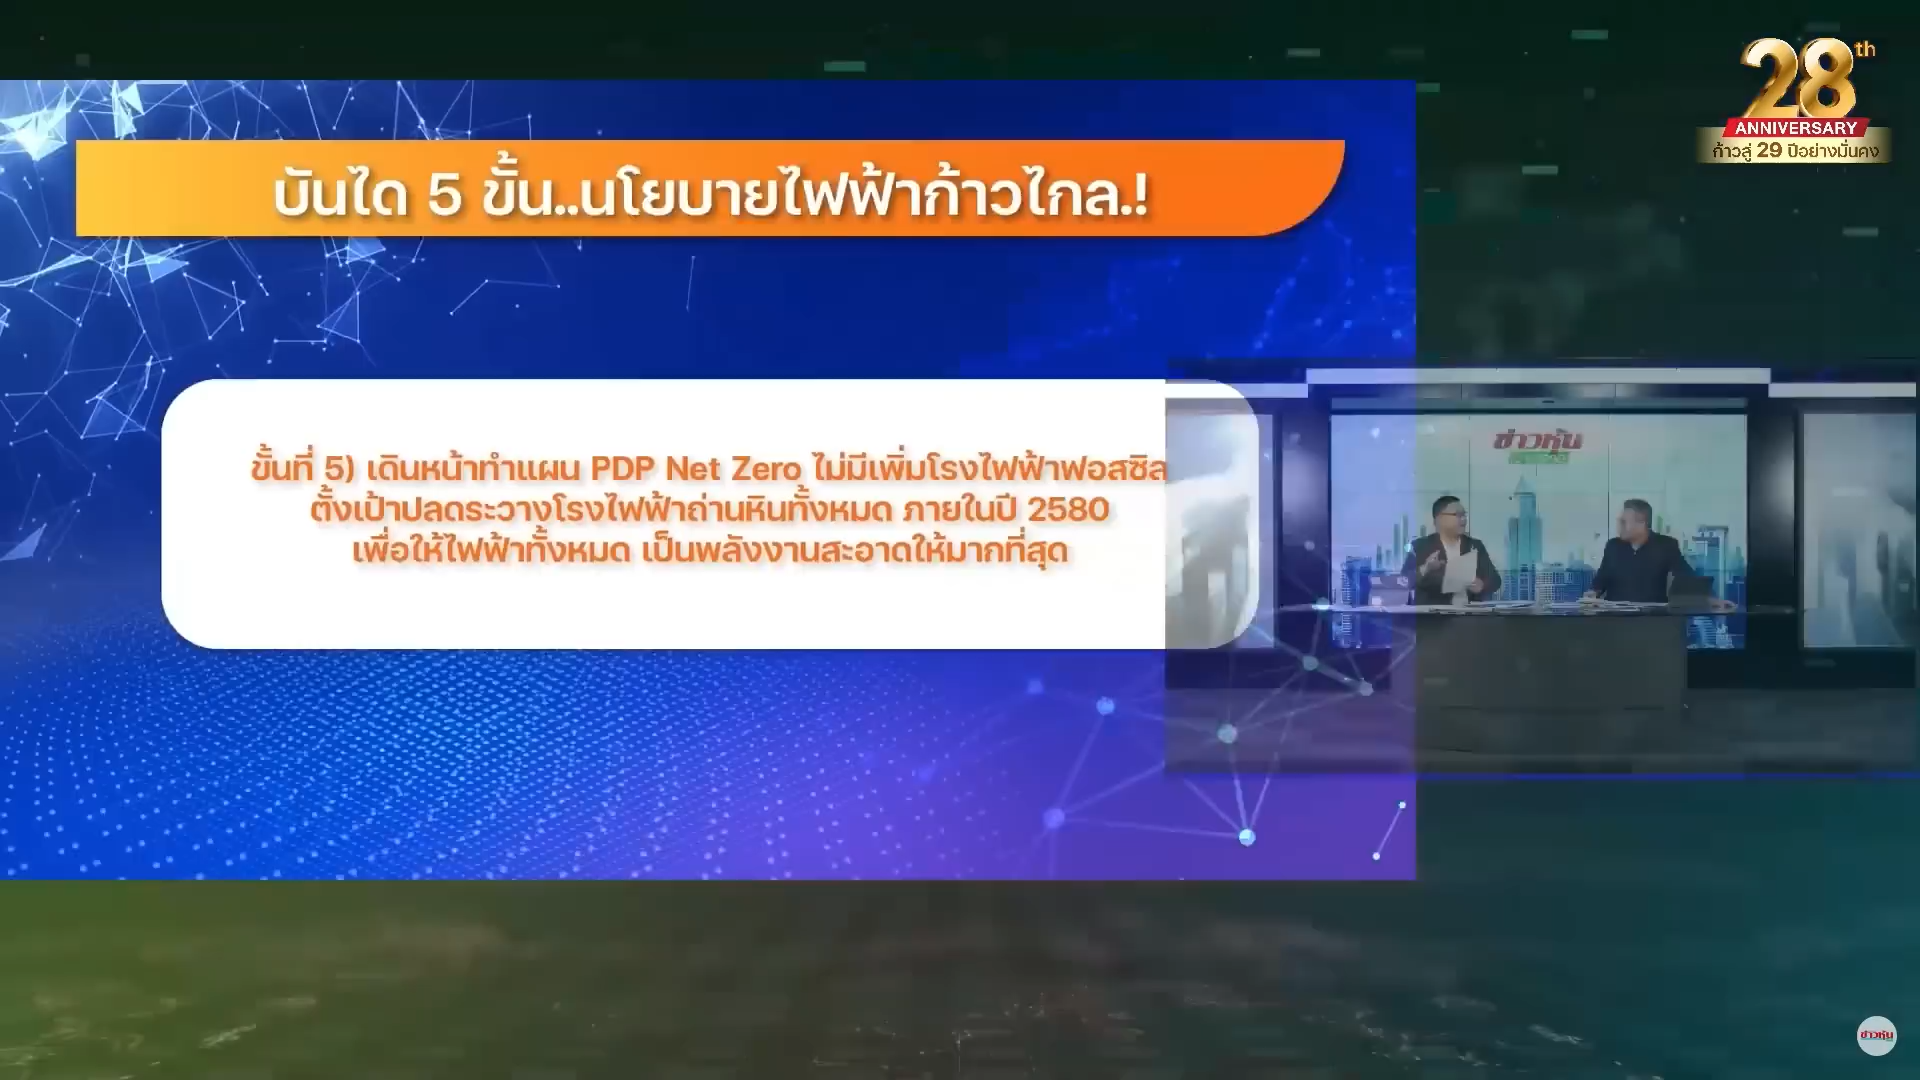 28th
ANNIVERSARY
ก้าวสู่ 29 ปีอย่างมั่นคง
บันได 5 ขั้น..นโยบายไฟฟ้าก้าวไกล.!
ขั้นที่ 5) เดินหน้าทำแผน PDP Net Zero ไม่มีเพิ่มโรงไฟฟ้าฟอสซิล
ตั้งเป้าปลดระวางโรงไฟฟ้าถ่านหินทั้งหมด ภายในปี 2580
เพื่อให้ไฟฟ้าทั้งหมด เป็นพลังงานสะอาดให้มากที่สุด
ข่าวหุ้น
ข่าวหุ้น